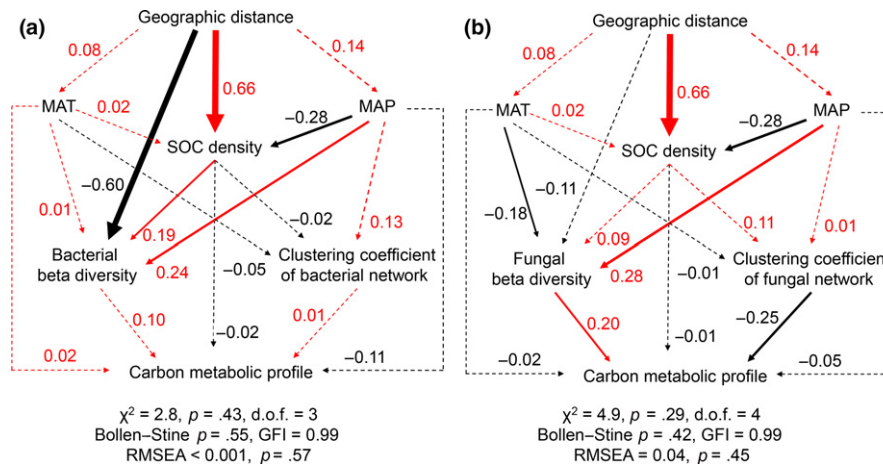 (a)
Geographic distance
0.08
0.14
0.66
MAT
0.02
–0.28
MAP
SOC density
–0.60
0.01
0.19
–0.02
0.13
Bacterial
beta diversity
0.24
–0.05
Clustering coefficient
of bacterial network
0.10
–0.02
0.01
0.02
–0.11
Carbon metabolic profile
χ² = 2.8, p = .43, d.o.f. = 3
Bollen–Stine p = .55, GFI = 0.99
RMSEA < 0.001, p = .57
(b)
Geographic distance
0.08
0.14
0.66
MAT
0.02
–0.28
MAP
SOC density
–0.11
–0.18
0.09
0.11
0.01
Fungal
beta diversity
0.28
–0.01
Clustering coefficient
of fungal network
0.20
–0.01
–0.25
–0.02
–0.05
Carbon metabolic profile
χ² = 4.9, p = .29, d.o.f. = 4
Bollen–Stine p = .42, GFI = 0.99
RMSEA = 0.04, p = .45